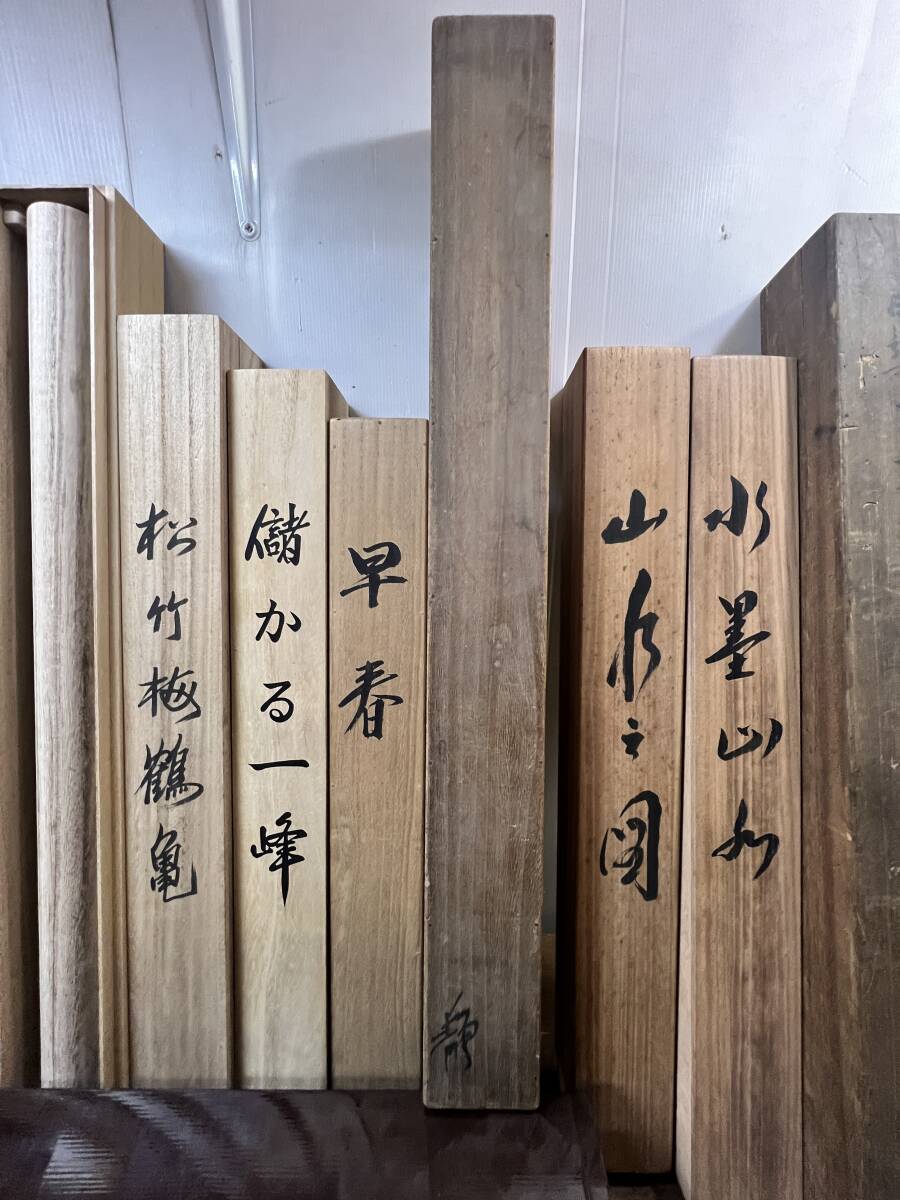 松竹梅鶴亀
儲かる一峰
早春
山水之図
水墨山水